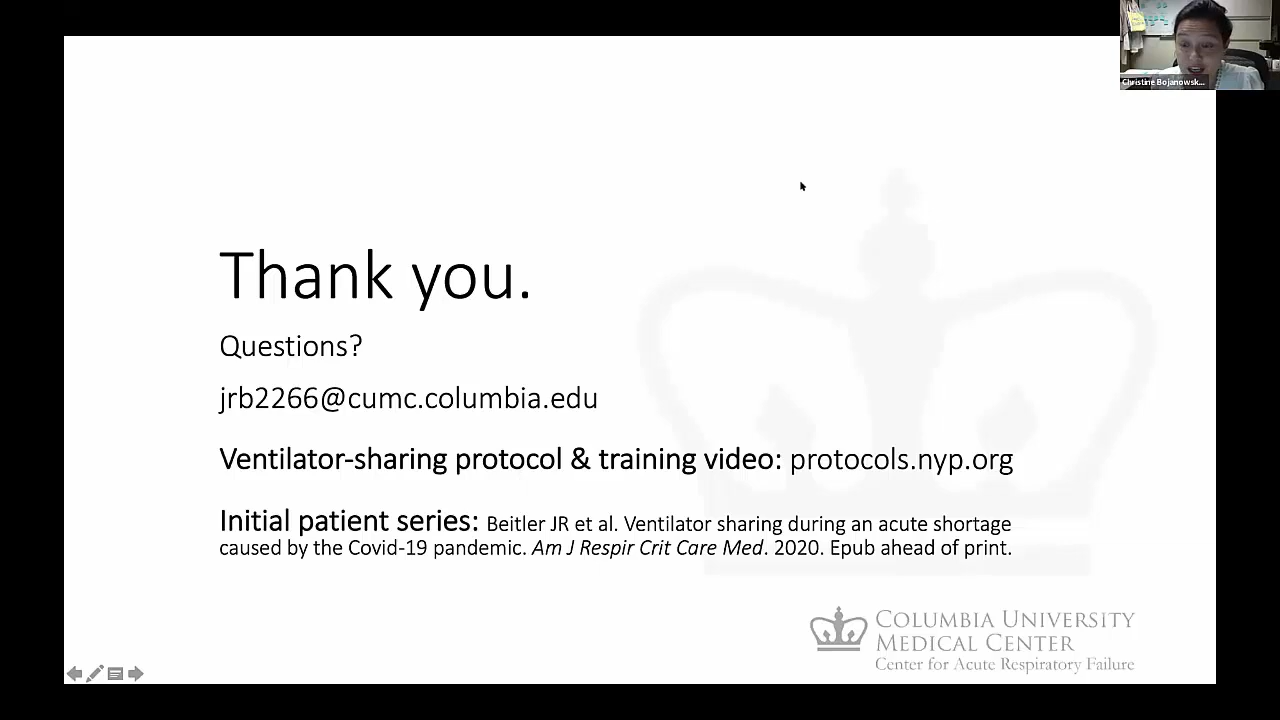 Christine Bojanowsk...
Thank you.
Questions?
jrb2266@cumc.columbia.edu
Ventilator-sharing protocol & training video: protocols.nyp.org
Initial patient series: Beitler JR et al. Ventilator sharing during an acute shortage
caused by the Covid-19 pandemic. Am J Respir Crit Care Med. 2020. Epub ahead of print.
COLUMBIA UNIVERSITY
MEDICAL CENTER
Center for Acute Respiratory Failure